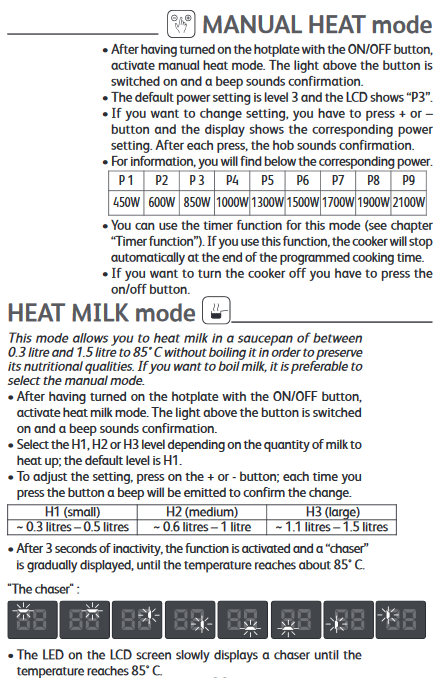 MANUAL HEAT mode
• After having turned on the hotplate with the ON/OFF button,
activate manual heat mode. The light above the button is
switched on and a beep sounds confirmation.
• The default power setting is level 3 and the LCD shows “P3”.
• If you want to change setting, you have to press + or –
button and the display shows the corresponding power
setting. After each press, the hob sounds confirmation.
• For information, you will find below the corresponding power.
P 1 P2 P 3 P4 P5 P6 P7 P8 P9
450W 600W 850W 1000W 1300W 1500W 1700W 1900W 2100W
• You can use the timer function for this mode (see chapter
“Timer function”). If you use this function, the cooker will stop
automatically at the end of the programmed cooking time.
• If you want to turn the cooker off you have to press the
on/off button.
HEAT MILK mode
This mode allows you to heat milk in a saucepan of between
0.3 litre and 1.5 litre to 85˚ C without boiling it in order to preserve
its nutritional qualities. If you want to boil milk, it is preferable to
select the manual mode.
• After having turned on the hotplate with the ON/OFF button,
activate heat milk mode. The light above the button is switched
on and a beep sounds confirmation.
• Select the H1, H2 or H3 level depending on the quantity of milk to
heat up; the default level is H1.
• To adjust the setting, press on the + or - button; each time you
press the button a beep will be emitted to confirm the change.
H1 (small) H2 (medium) H3 (large)
~ 0.3 litres – 0.5 litres ~ 0.6 litres – 1 litre ~ 1.1 litres – 1.5 litres
• After 3 seconds of inactivity, the function is activated and a “chaser”
is gradually displayed, until the temperature reaches about 85˚ C.
"The chaser" :
• The LED on the LCD screen slowly displays a chaser until the
temperature reaches 85˚ C.